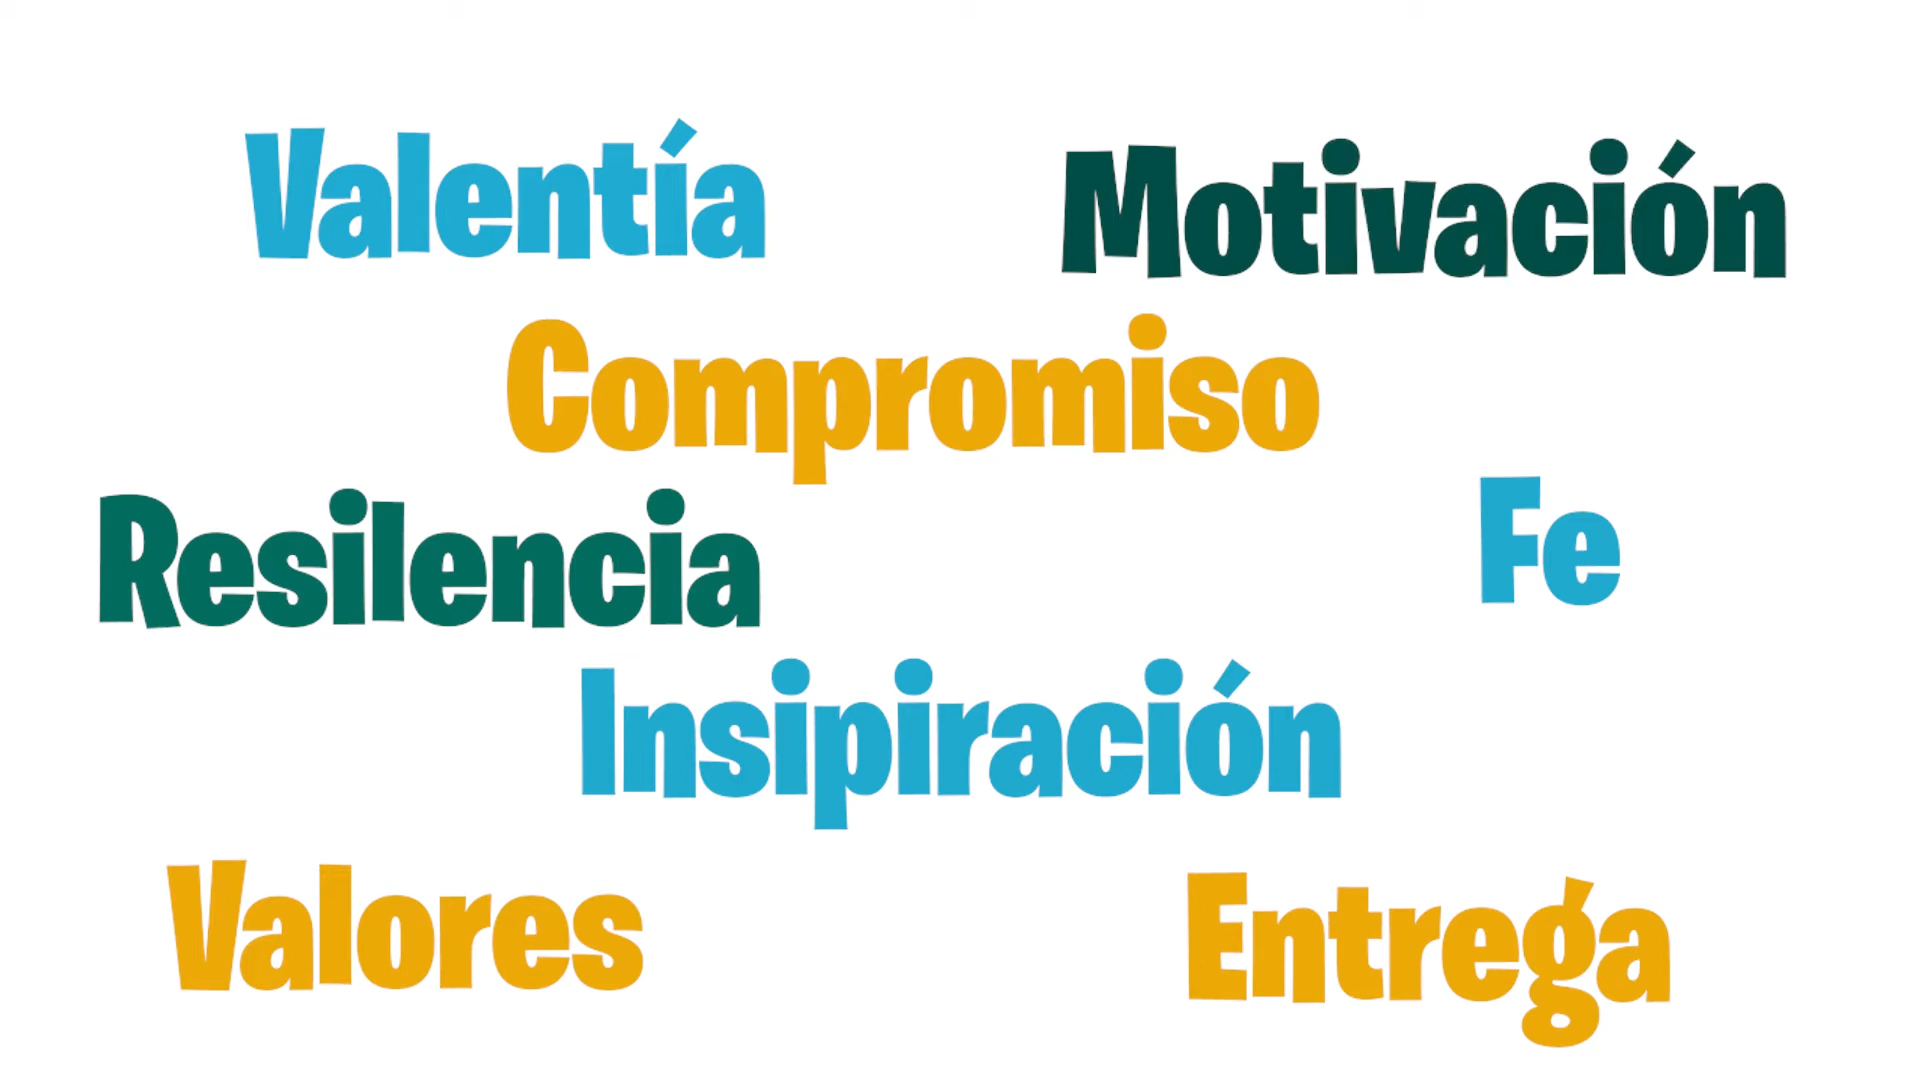 Valentía
Motivación
Compromiso
Resilencia
Fe
Insipiración
Valores
Entrega